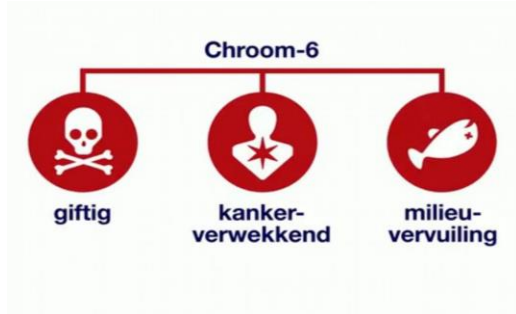 Chroom-6
giftig
kanker-
verwekkend
milieu-
vervuiling